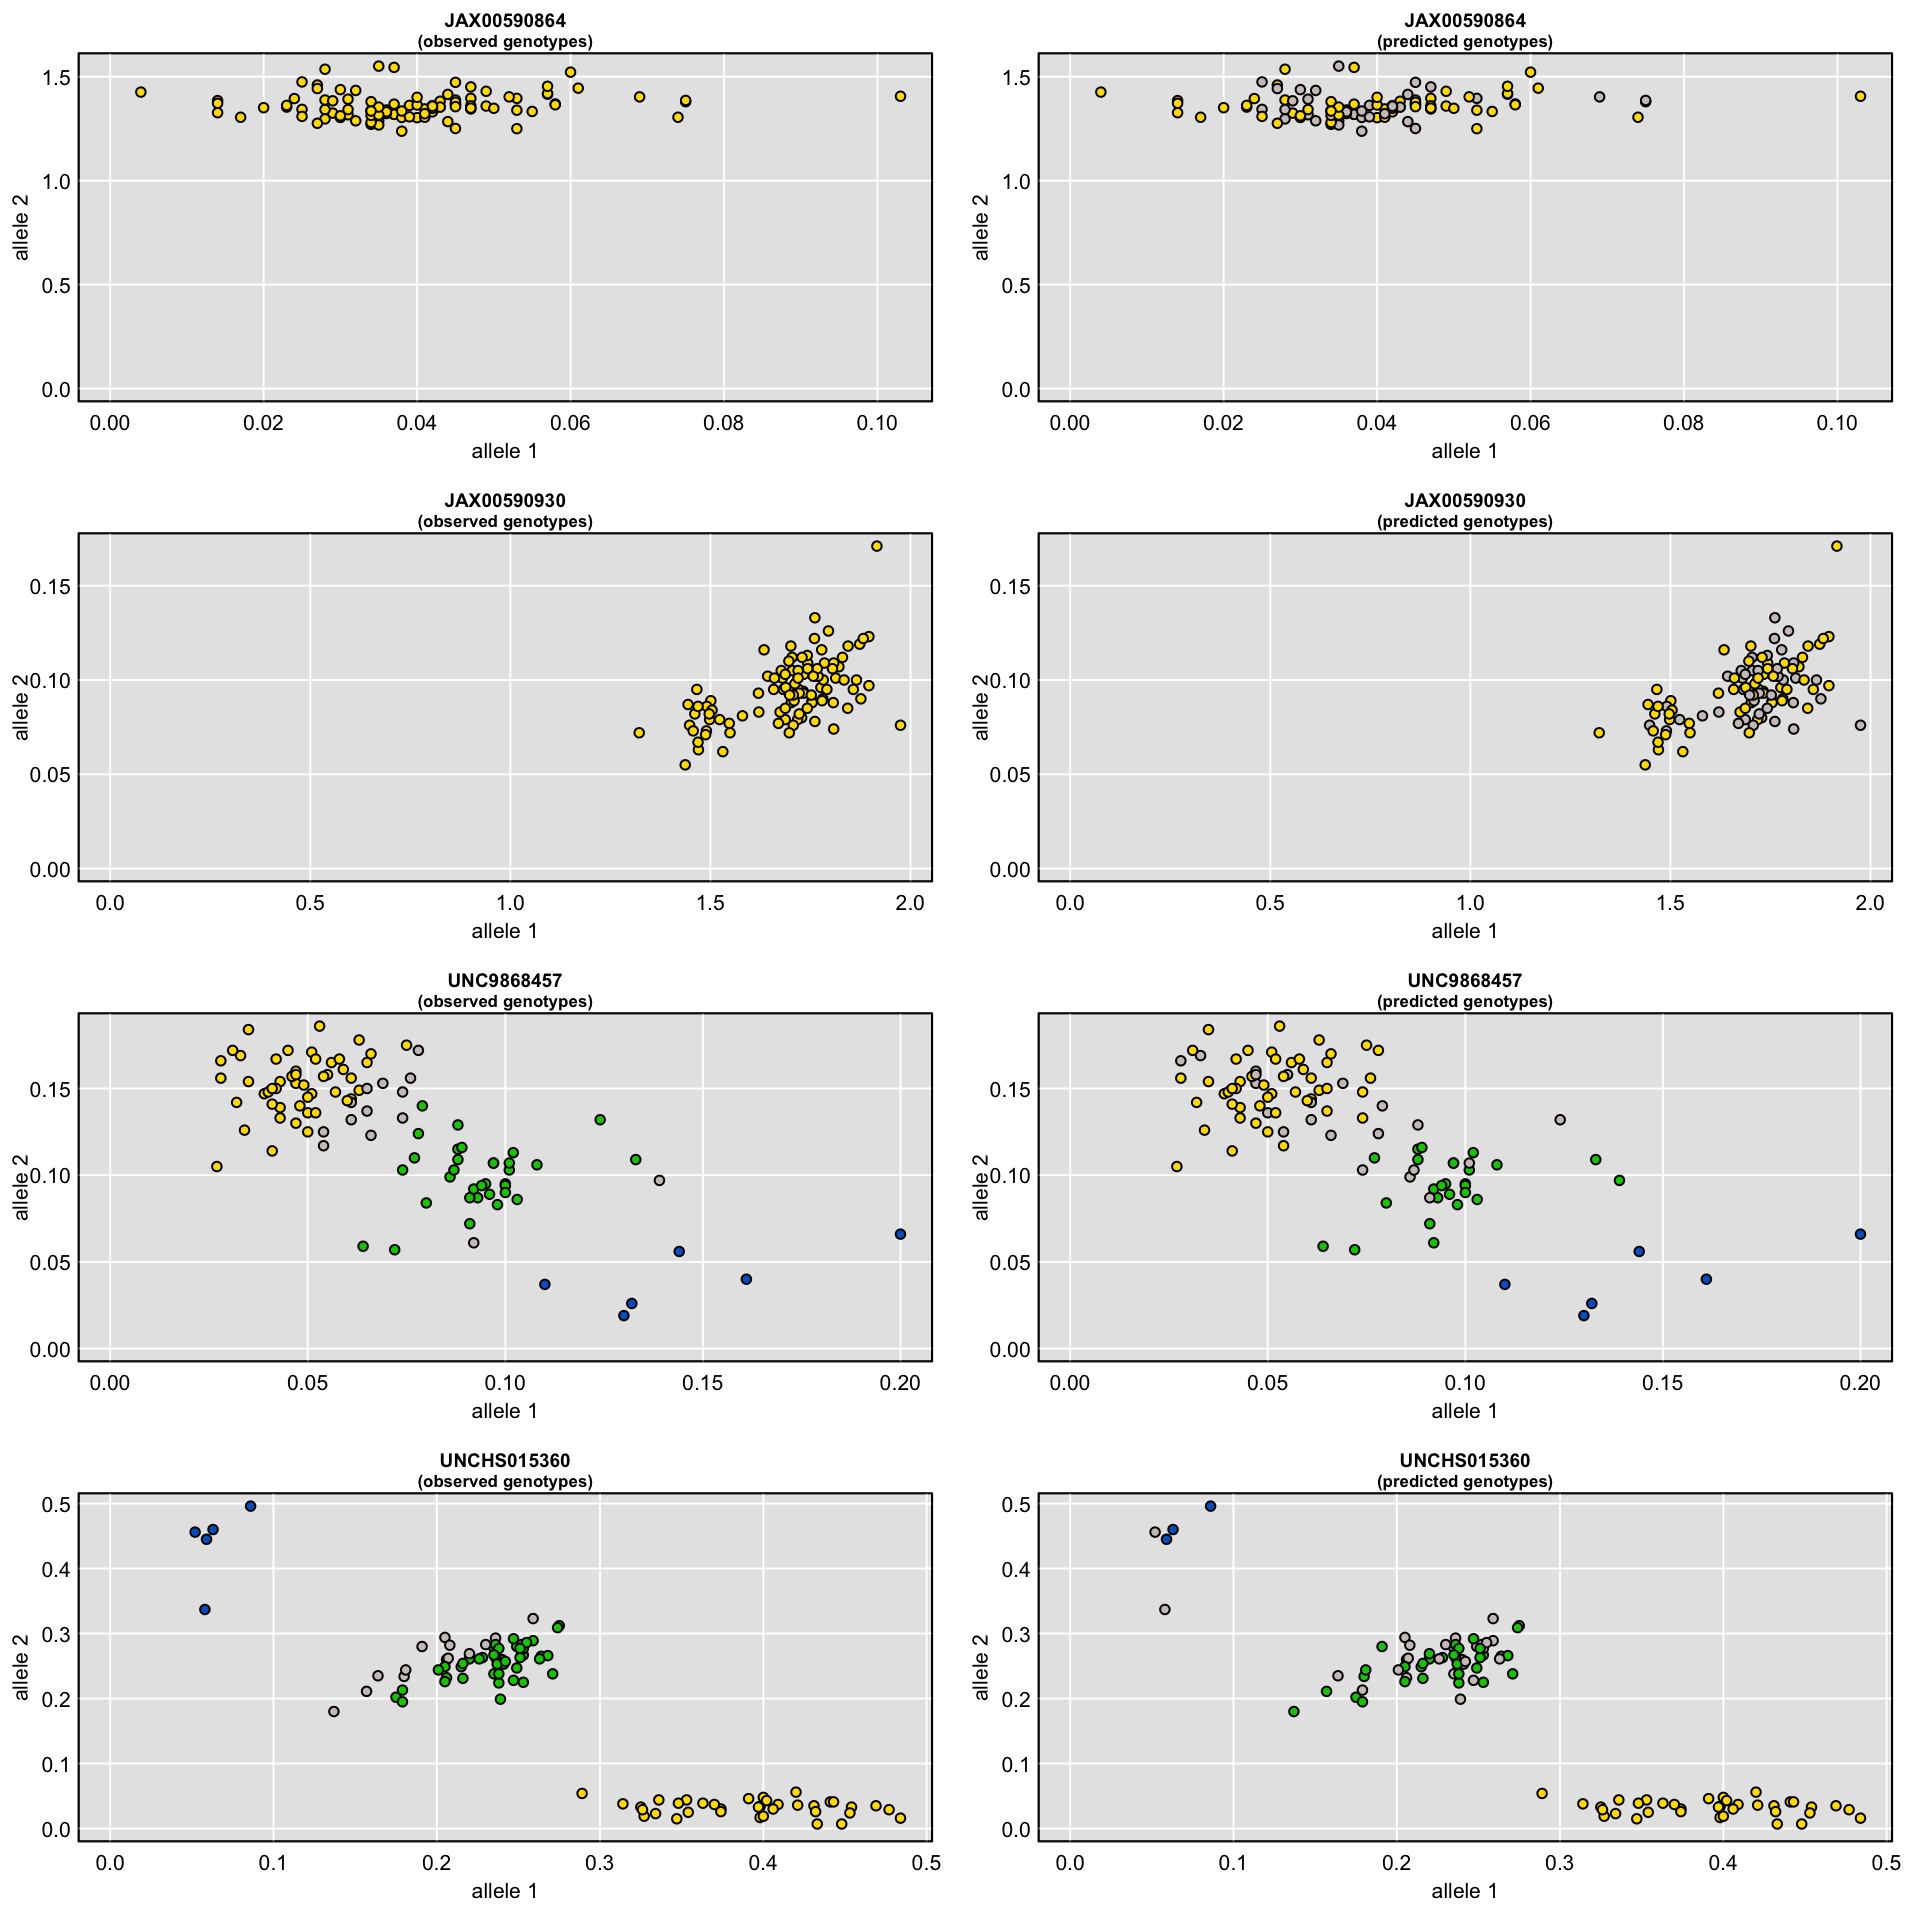 JAX00590864
(observed genotypes)
allele 2
1.5
1.0
0.5
0.0
0.00 0.02 0.04 0.06 0.08 0.10
allele 1
JAX00590864
(predicted genotypes)
allele 2
1.5
1.0
0.5
0.0
0.00 0.02 0.04 0.06 0.08 0.10
allele 1
JAX00590930
(observed genotypes)
allele 2
0.15
0.10
0.05
0.00
0.0 0.5 1.0 1.5 2.0
allele 1
JAX00590930
(predicted genotypes)
allele 2
0.15
0.10
0.05
0.00
0.0 0.5 1.0 1.5 2.0
allele 1
UNC9868457
(observed genotypes)
allele 2
0.15
0.10
0.05
0.00
0.00 0.05 0.10 0.15 0.20
allele 1
UNC9868457
(predicted genotypes)
allele 2
0.15
0.10
0.05
0.00
0.00 0.05 0.10 0.15 0.20
allele 1
UNCHS015360
(observed genotypes)
allele 2
0.5
0.4
0.3
0.2
0.1
0.0
0.0 0.1 0.2 0.3 0.4 0.5
allele 1
UNCHS015360
(predicted genotypes)
allele 2
0.5
0.4
0.3
0.2
0.1
0.0
0.0 0.1 0.2 0.3 0.4 0.5
allele 1